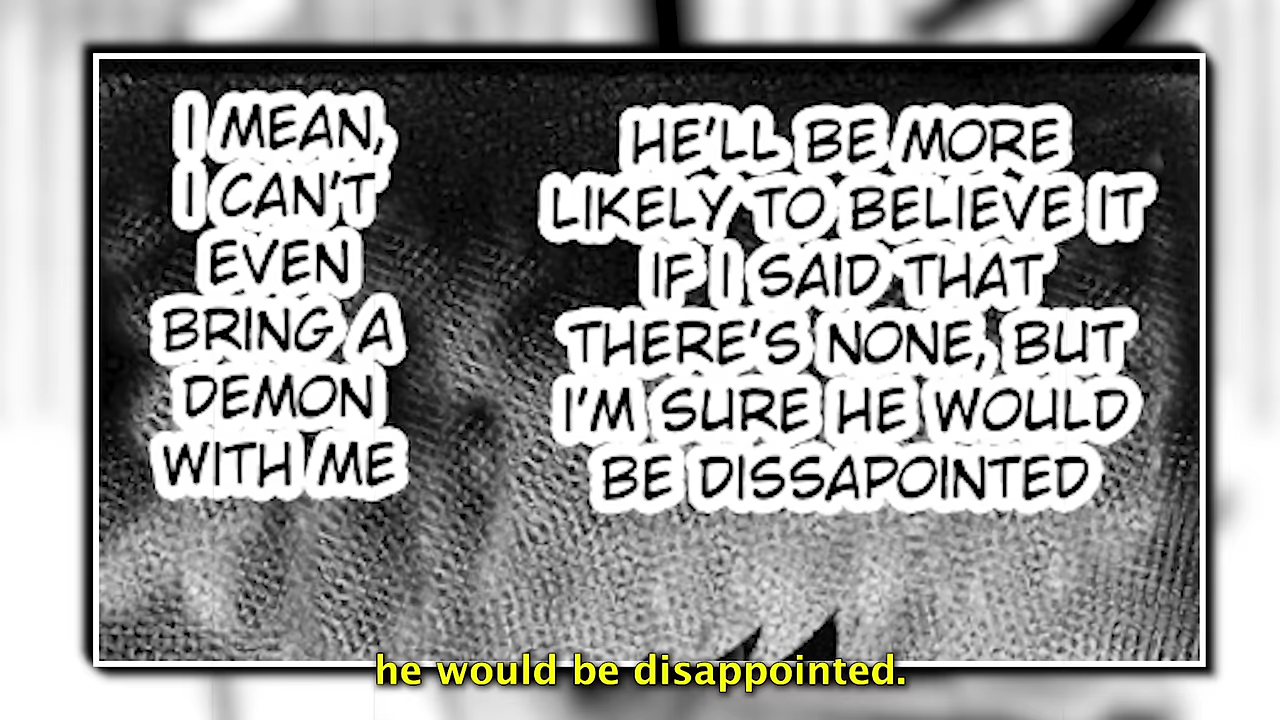 HE'LL BE MORE
LIKELY TO BELIEVE IT
IF I SAID THAT
THERE'S NONE, BUT
I'M SURE HE WOULD
BE DISSAPOINTED
I MEAN,
I CAN'T
EVEN
BRING A
DEMON
WITH ME
he would be disappointed.